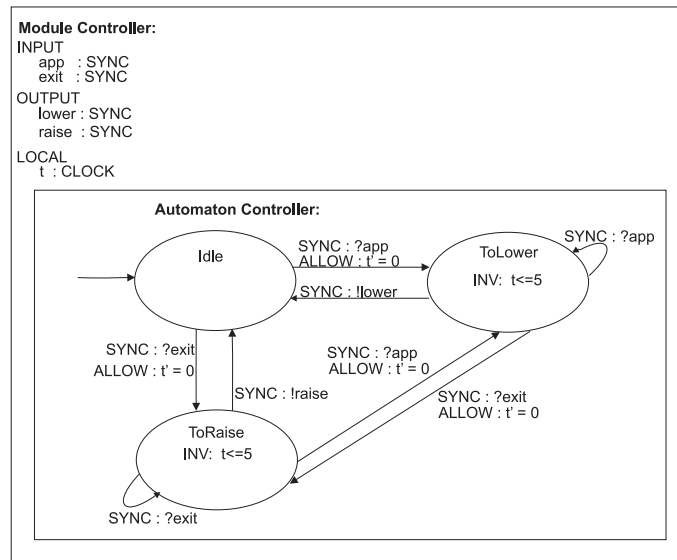 Module Controller:
INPUT
app : SYNC
exit : SYNC
OUTPUT
lower : SYNC
raise : SYNC
LOCAL
t : CLOCK
Automaton Controller:
Idle
SYNC : ?app
ALLOW : t' = 0
SYNC : !lower
ToLower
INV: t<=5
SYNC : ?app
SYNC : ?exit
ALLOW : t' = 0
SYNC : !raise
SYNC : ?app
ALLOW : t' = 0
SYNC : ?exit
ALLOW : t' = 0
ToRaise
INV: t<=5
SYNC : ?exit